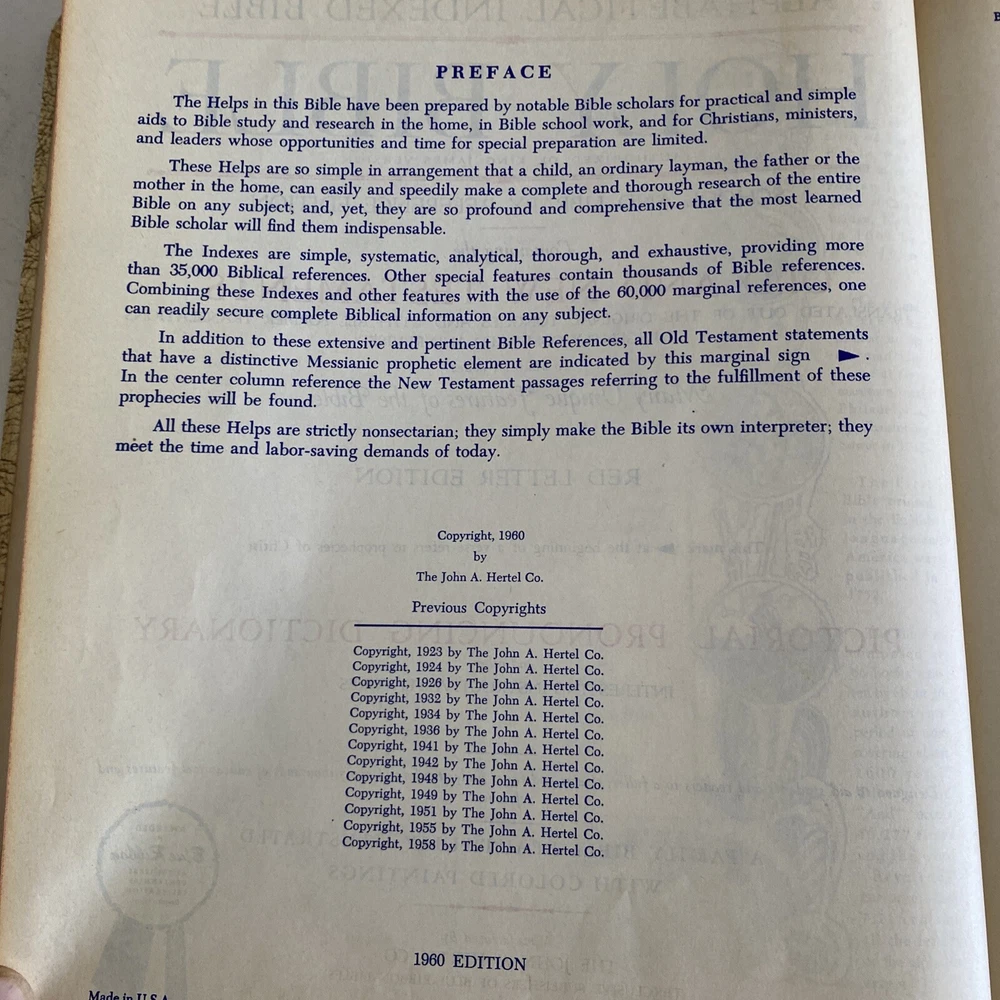 PREFACE
The Helps in this Bible have been prepared by notable Bible scholars for practical and simple
aids to Bible study and research in the home, in Bible school work, and for Christians, ministers,
and leaders whose opportunities and time for special preparation are limited.
These Helps are so simple in arrangement that a child, an ordinary layman, the father or the
mother in the home, can easily and speedily make a complete and thorough research of the entire
Bible on any subject; and, yet, they are so profound and comprehensive that the most learned
Bible scholar will find them indispensable.
The Indexes are simple, systematic, analytical, thorough, and exhaustive, providing more
than 35,000 Biblical references. Other special features contain thousands of Bible references.
Combining these Indexes and other features with the use of the 60,000 marginal references, one
can readily secure complete Biblical information on any subject.
In addition to these extensive and pertinent Bible References, all Old Testament statements
that have a distinctive Messianic prophetic element are indicated by this marginal sign ►.
In the center column reference the New Testament passages referring to the fulfillment of these
prophecies will be found.
All these Helps are strictly nonsectarian; they simply make the Bible its own interpreter; they
meet the time and labor-saving demands of today.
Copyright, 1960
by
The John A. Hertel Co.
Previous Copyrights
Copyright, 1923 by The John A. Hertel Co.
Copyright, 1924 by The John A. Hertel Co.
Copyright, 1926 by The John A. Hertel Co.
Copyright, 1932 by The John A. Hertel Co.
Copyright, 1934 by The John A. Hertel Co.
Copyright, 1936 by The John A. Hertel Co.
Copyright, 1941 by The John A. Hertel Co.
Copyright, 1942 by The John A. Hertel Co.
Copyright, 1948 by The John A. Hertel Co.
Copyright, 1949 by The John A. Hertel Co.
Copyright, 1951 by The John A. Hertel Co.
Copyright, 1955 by The John A. Hertel Co.
Copyright, 1958 by The John A. Hertel Co.
1960 EDITION
Made in U.S.A.